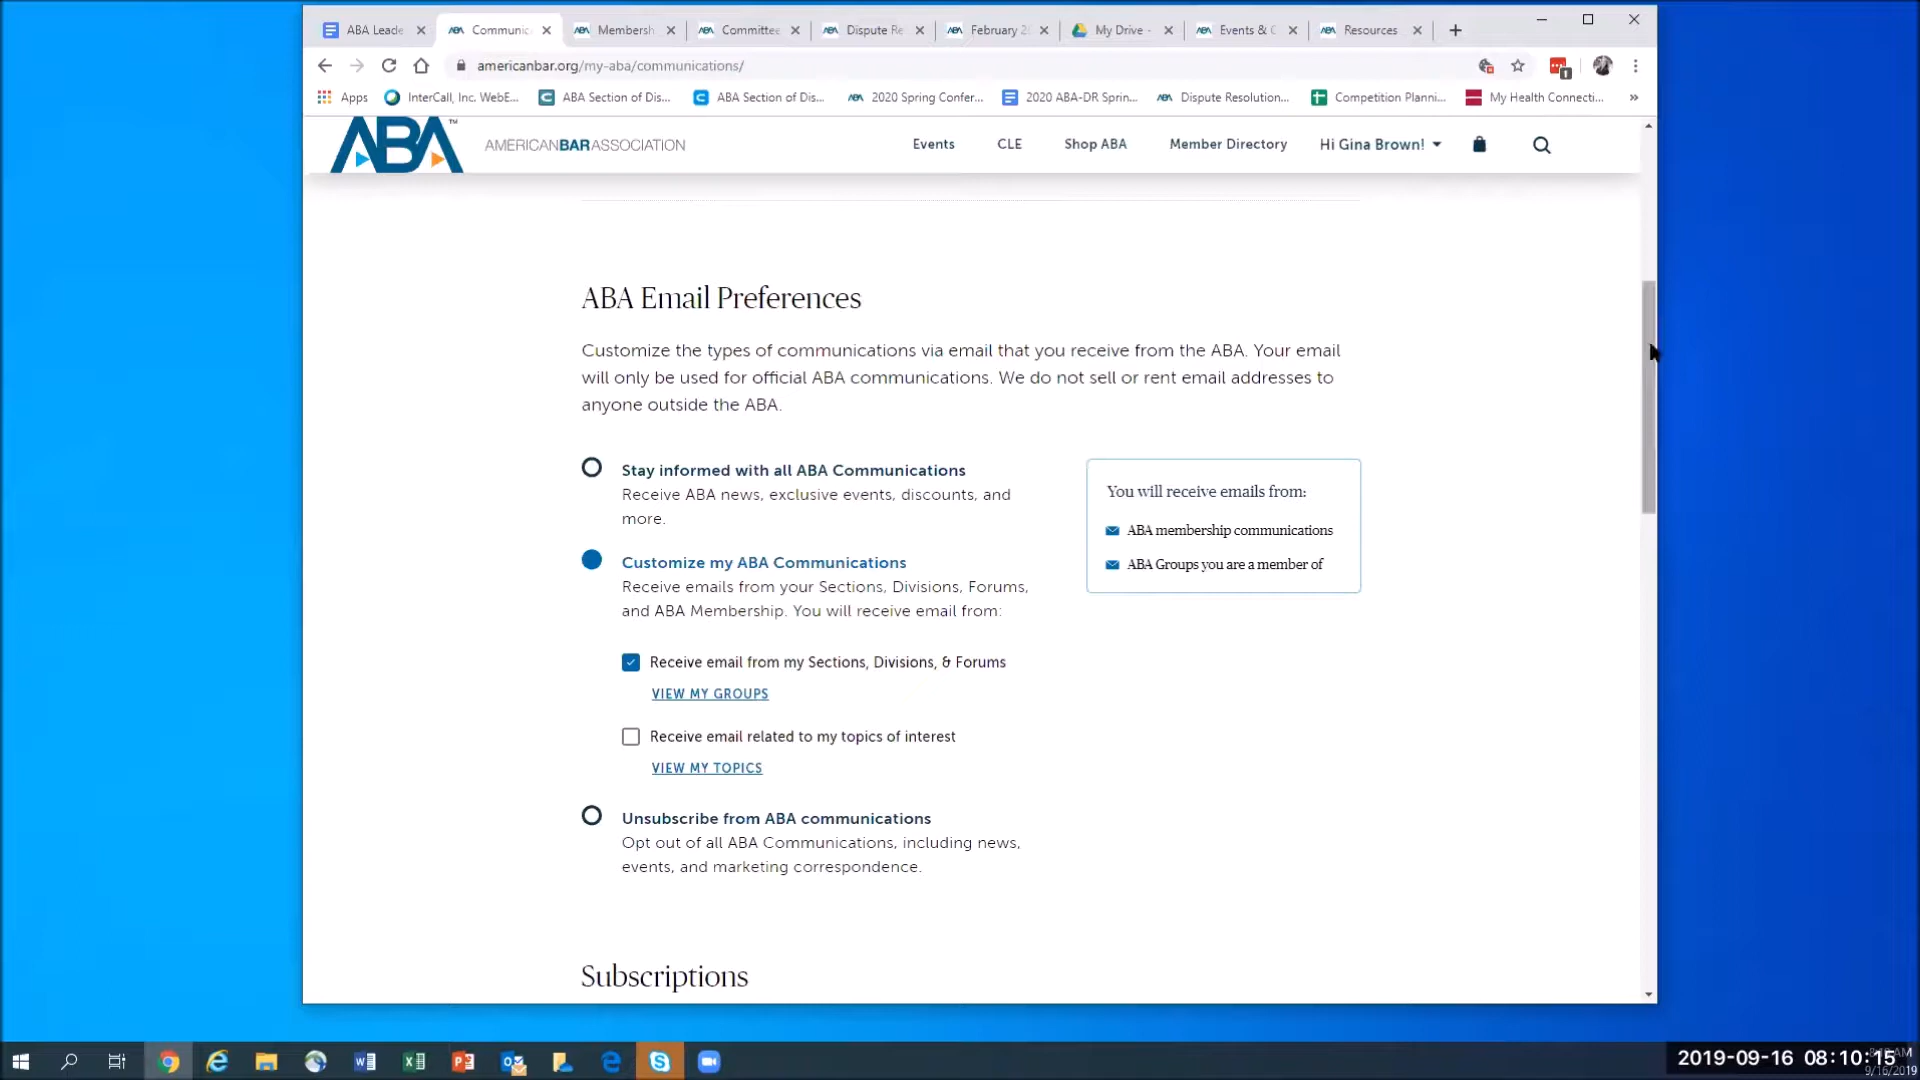 ABA Leade
Communic
Membersh
Committee
Dispute Re
February 2
My Drive -
Events & C
Resources
americanbar.org/my-aba/communications/
Apps
InterCall, Inc. WebE...
ABA Section of Dis...
ABA Section of Dis...
2020 Spring Confer...
2020 ABA-DR Sprin...
Dispute Resolution...
Competition Planni...
My Health Connecti...
»
ABA™
AMERICANBARASSOCIATION
Events
CLE
Shop ABA
Member Directory
Hi Gina Brown!
ABA Email Preferences
Customize the types of communications via email that you receive from the ABA. Your email
will only be used for official ABA communications. We do not sell or rent email addresses to
anyone outside the ABA.
Stay informed with all ABA Communications
Receive ABA news, exclusive events, discounts, and
more.
You will receive emails from:
ABA membership communications
ABA Groups you are a member of
Customize my ABA Communications
Receive emails from your Sections, Divisions, Forums,
and ABA Membership. You will receive email from:
Receive email from my Sections, Divisions, & Forums
VIEW MY GROUPS
Receive email related to my topics of interest
VIEW MY TOPICS
Unsubscribe from ABA communications
Opt out of all ABA Communications, including news,
events, and marketing correspondence.
Subscriptions
2019-09-16 08:10:15
9/16/2019